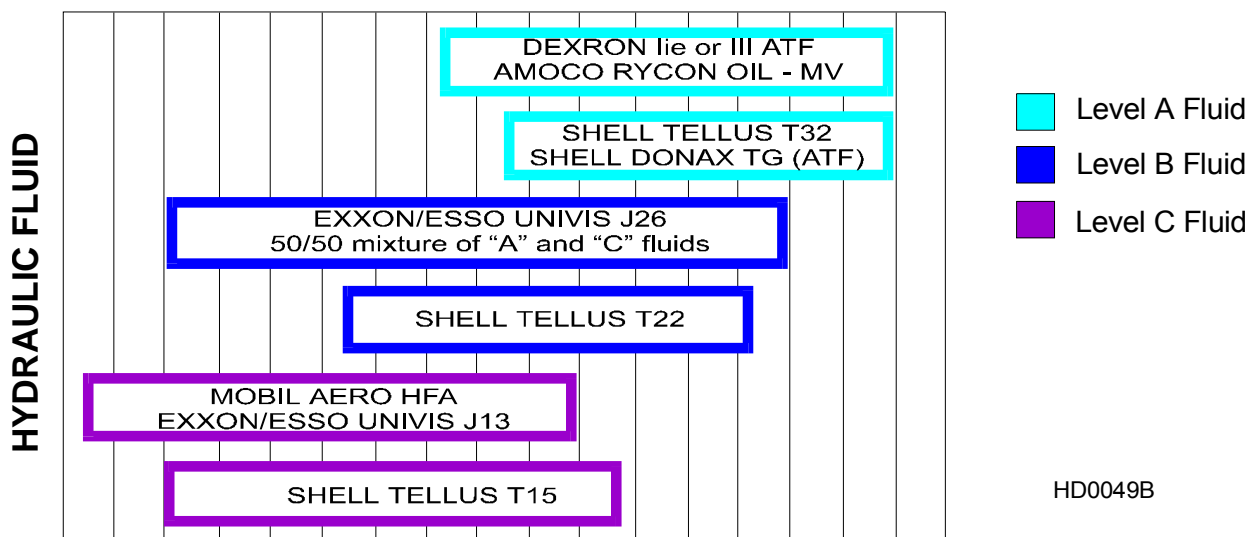 HYDRAULIC FLUID
DEXRON Iie or III ATF
AMOCO RYCON OIL - MV
SHELL TELLUS T32
SHELL DONAX TG (ATF)
EXXON/ESSO UNIVIS J26
50/50 mixture of “A” and “C” fluids
SHELL TELLUS T22
MOBIL AERO HFA
EXXON/ESSO UNIVIS J13
SHELL TELLUS T15
Level A Fluid
Level B Fluid
Level C Fluid
HD0049B